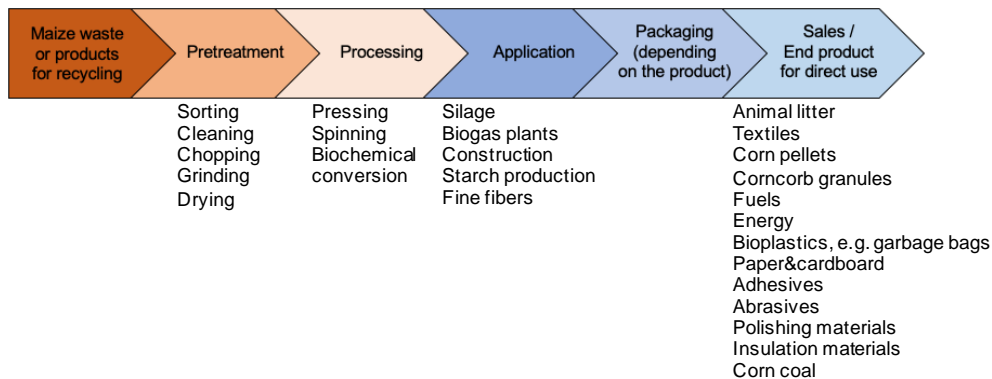 Maize waste
or products
for recycling
Pretreatment
Processing
Application
Packaging
(depending
on the product)
Sales /
End product
for direct use
Sorting
Cleaning
Chopping
Grinding
Drying
Pressing
Spinning
Biochemical
conversion
Silage
Biogas plants
Construction
Starch production
Fine fibers
Animal litter
Textiles
Corn pellets
Corncorb granules
Fuels
Energy
Bioplastics, e.g. garbage bags
Paper&cardboard
Adhesives
Abrasives
Polishing materials
Insulation materials
Corn coal